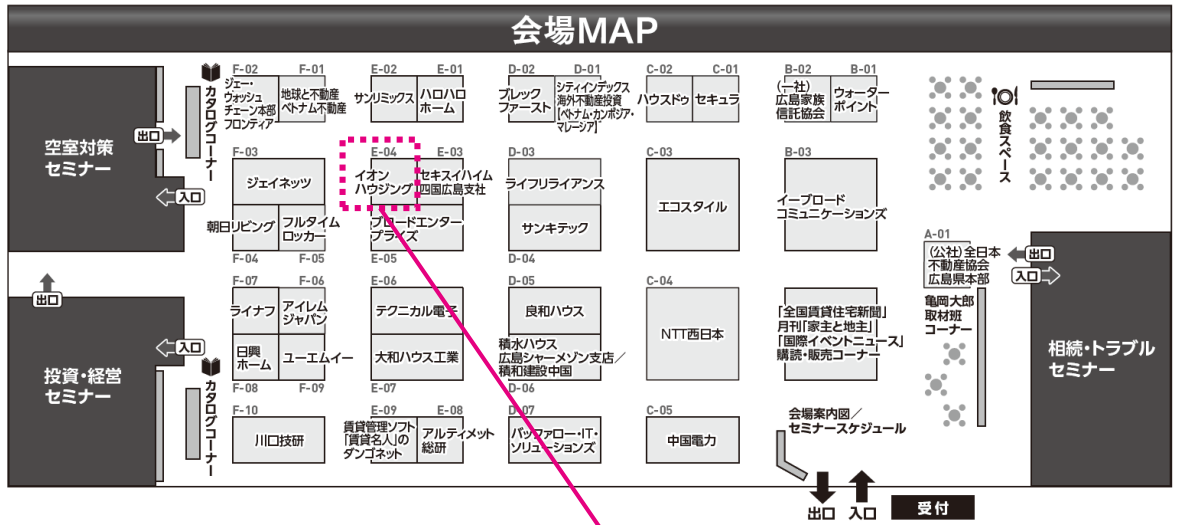 会場MAP
空室対策
セミナー
出口
入口
カタログコーナー
F-02
ジェー・
ウォッシュ
チェーン本部
フロンティア
F-01
地球と不動産
ベトナム不動産
E-02
サンリミックス
E-01
ハロハロ
ホーム
D-02
ブレック
ファースト
D-01
シティインデックス
海外不動産投資
[ベトナム・カンボジア・
マレーシア]
C-02
ハウスドゥ
C-01
セキュラ
B-02
(一社)
広島家族
信託協会
B-01
ウォーター
ポイント
飲食スペース
F-03
ジェイネッツ
E-04
イオン
ハウジング
E-03
セキスイハイム
中四国広島支社
D-03
ライフリライアンス
C-03
エコスタイル
B-03
イーブロード
コミュニケーションズ
朝日リビング
F-04
フルタイム
ロッカー
F-05
ブロードエンター
プライズ
E-05
サンキテック
D-04
A-01
(公社)全日本
不動産協会
広島県本部
出口
入口
亀岡大郎
取材班
コーナー
相続・トラブル
セミナー
出口
投資・経営
セミナー
入口
カタログコーナー
F-07
ライナフ
F-06
アイレム
ジャパン
日興
ホーム
F-08
ユーエムイー
F-09
E-06
テクニカル電子
大和ハウス工業
E-07
D-05
良和ハウス
積水ハウス
広島シャーメゾン支店/
積和建設中国
D-06
C-04
NTT西日本
「全国賃貸住宅新聞」
月刊「家主と地主」
「国際イベントニュース」
購読・販売コーナー
F-10
川口技研
E-09
賃貸管理ソフト
「賃貸名人」の
ダンゴネット
E-08
アルティメット
総研
D-07
バッファロー・IT・
ソリューションズ
C-05
中国電力
会場案内図/
セミナースケジュール
出口
入口
受付